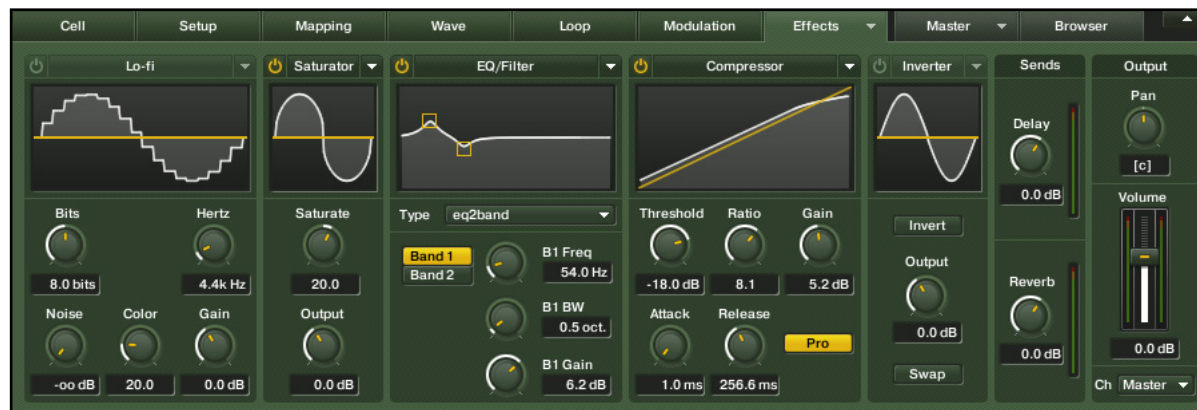 Cell Setup Mapping Wave Loop Modulation Effects Master Browser
Lo-fi Saturator EQ/Filter Compressor Inverter Sends Output
Pan
Delay
[c]
0.0 dB
Bits Hertz Saturate Type eq2band Threshold Ratio Gain Volume
Invert
Band 1 B1 Freq
Band 2 54.0 Hz
Output
8.0 bits 4.4k Hz 20.0 -18.0 dB 8.1 5.2 dB
Reverb
B1 BW
Noise Color Gain Output 0.5 oct. Attack Release
0.0 dB
Pro
0.0 dB 0.0 dB
B1 Gain
Swap
-oo dB 20.0 0.0 dB 0.0 dB 6.2 dB 1.0 ms 256.6 ms Ch Master